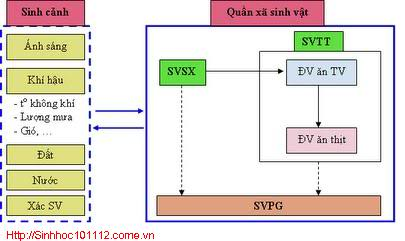 Sinh cảnh
Quần xã sinh vật
Ánh sáng
Khí hậu
- tº không khí
- Lượng mưa
- Gió, ...
Đất
Nước
Xác SV
SVTT
SVSX
ĐV ăn TV
ĐV ăn thịt
SVPG
Http://Sinhhoc101112.come.vn